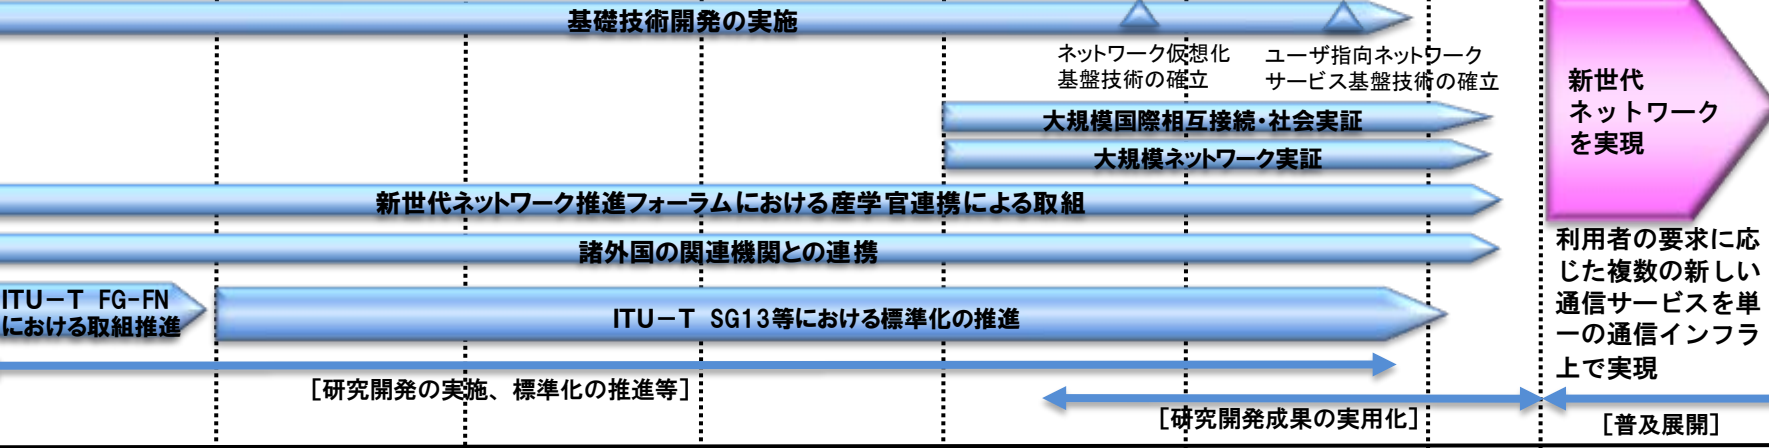 基礎技術開発の実施
ネットワーク仮想化
基盤技術の確立
ユーザ指向ネットワーク
サービス基盤技術の確立
大規模国際相互接続・社会実証
大規模ネットワーク実証
新世代ネットワーク推進フォーラムにおける産学官連携による取組
諸外国の関連機関との連携
ITU－T FG-FN
における取組推進
ITU－T SG13等における標準化の推進
［研究開発の実施、標準化の推進等］
［研究開発成果の実用化］
新世代
ネットワーク
を実現
利用者の要求に応
じた複数の新しい
通信サービスを単
一の通信インフラ
上で実現
［普及展開］